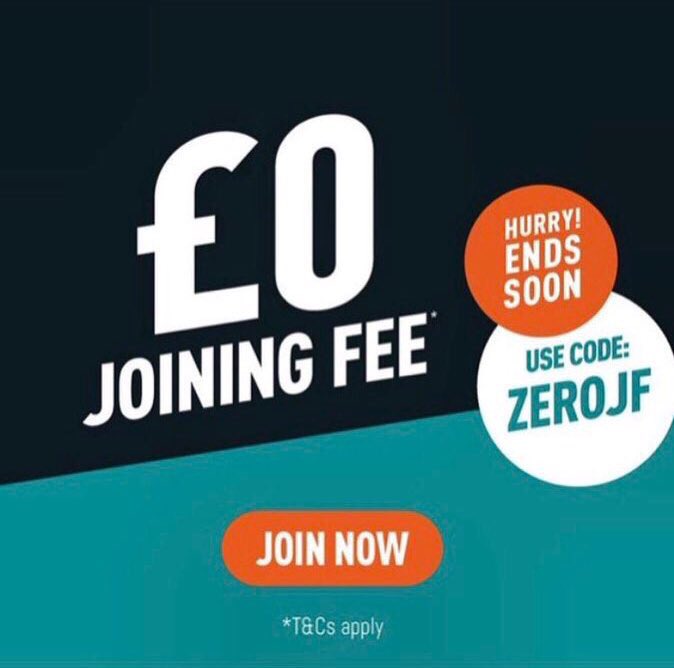 £0
JOINING FEE*
HURRY!
ENDS
SOON
USE CODE:
ZEROJF
JOIN NOW
*T&Cs apply